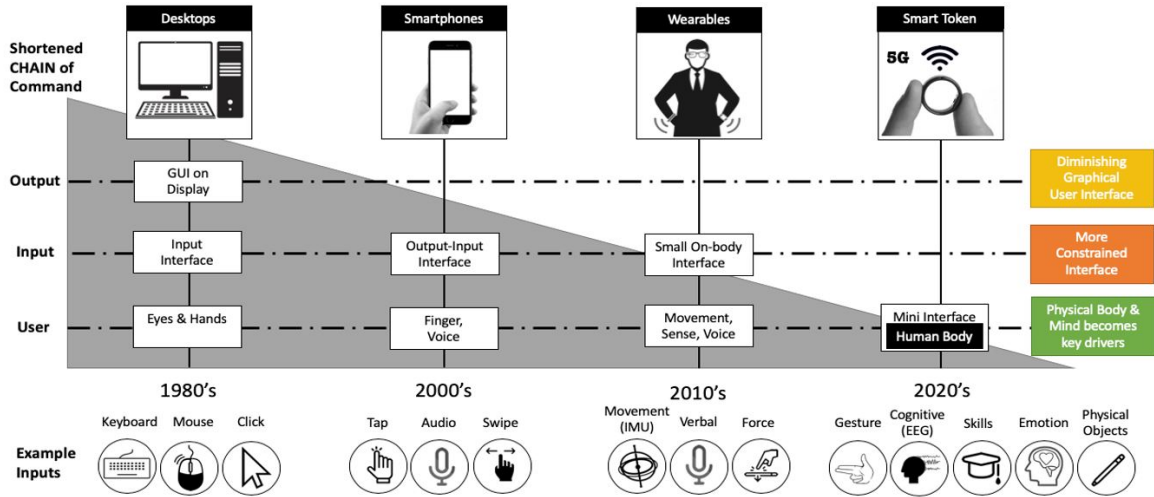 Desktops
Smartphones
Wearables
Smart Token
Shortened
CHAIN of
Command
5G
Output
GUI on
Display
Diminishing
Graphical
User Interface
Input
Input
Interface
Output-Input
Interface
Small On-body
Interface
More
Constrained
Interface
User
Eyes & Hands
Finger,
Voice
Movement,
Sense, Voice
Mini Interface
Human Body
Physical Body &
Mind becomes
key drivers
1980’s
2000’s
2010’s
2020’s
Example
Inputs
Keyboard
Mouse
Click
Tap
Audio
Swipe
Movement
(IMU)
Verbal
Force
Gesture
Cognitive
(EEG)
Skills
Emotion
Physical
Objects